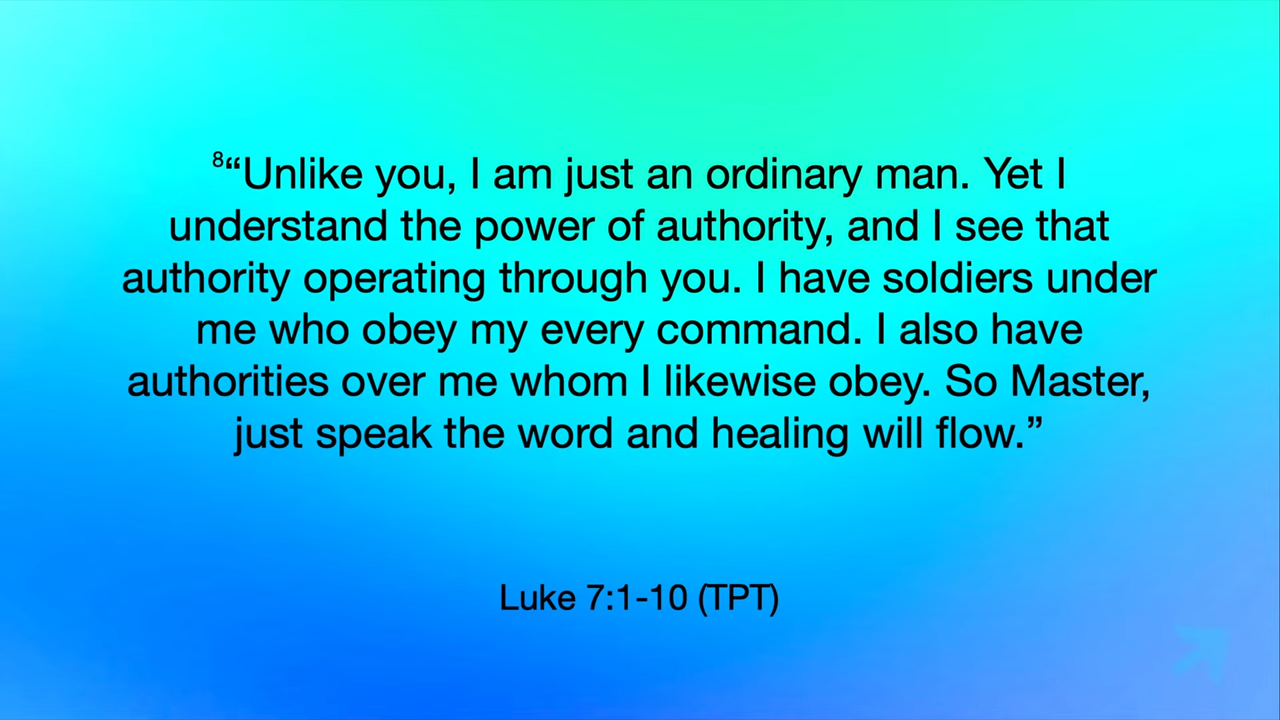 ⁸“Unlike you, I am just an ordinary man. Yet I
understand the power of authority, and I see that
authority operating through you. I have soldiers under
me who obey my every command. I also have
authorities over me whom I likewise obey. So Master,
just speak the word and healing will flow.”
Luke 7:1-10 (TPT)